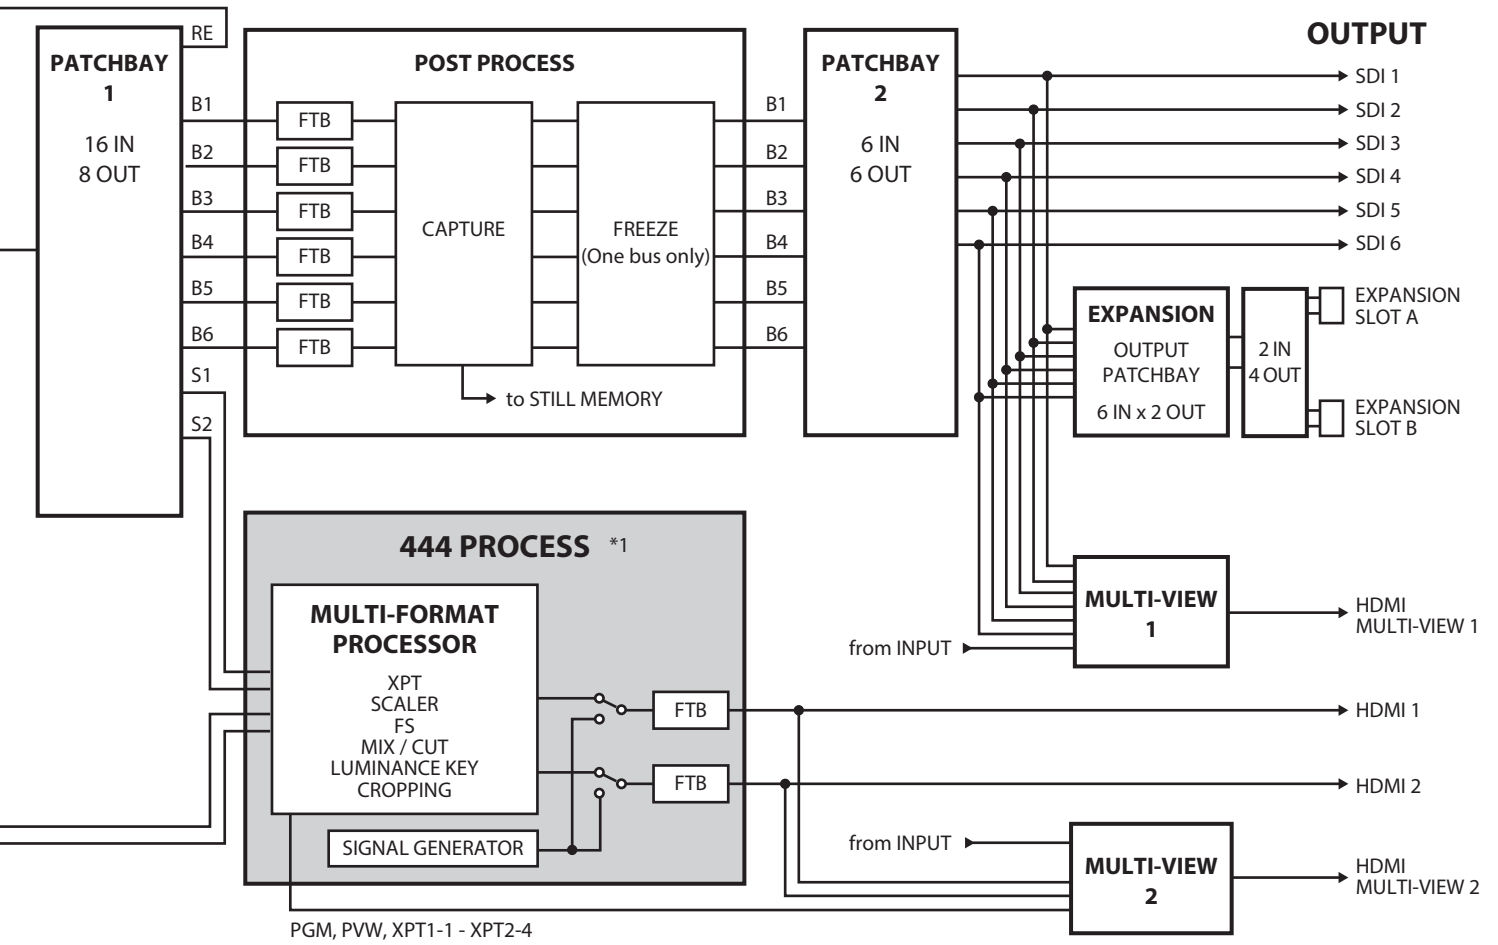 OUTPUT
RE
PATCHBAY
1
16 IN
8 OUT
B1
B2
B3
B4
B5
B6
S1
S2
POST PROCESS
FTB
FTB
FTB
FTB
FTB
FTB
CAPTURE
FREEZE
(One bus only)
to STILL MEMORY
B1
B2
B3
B4
B5
B6
PATCHBAY
2
6 IN
6 OUT
SDI 1
SDI 2
SDI 3
SDI 4
SDI 5
SDI 6
EXPANSION
OUTPUT
PATCHBAY
6 IN x 2 OUT
2 IN
4 OUT
EXPANSION
SLOT A
EXPANSION
SLOT B
444 PROCESS *1
MULTI-FORMAT
PROCESSOR
XPT
SCALER
FS
MIX / CUT
LUMINANCE KEY
CROPPING
SIGNAL GENERATOR
FTB
FTB
from INPUT
MULTI-VIEW
1
HDMI
MULTI-VIEW 1
HDMI 1
HDMI 2
from INPUT
MULTI-VIEW
2
HDMI
MULTI-VIEW 2
PGM, PVW, XPT1-1 - XPT2-4